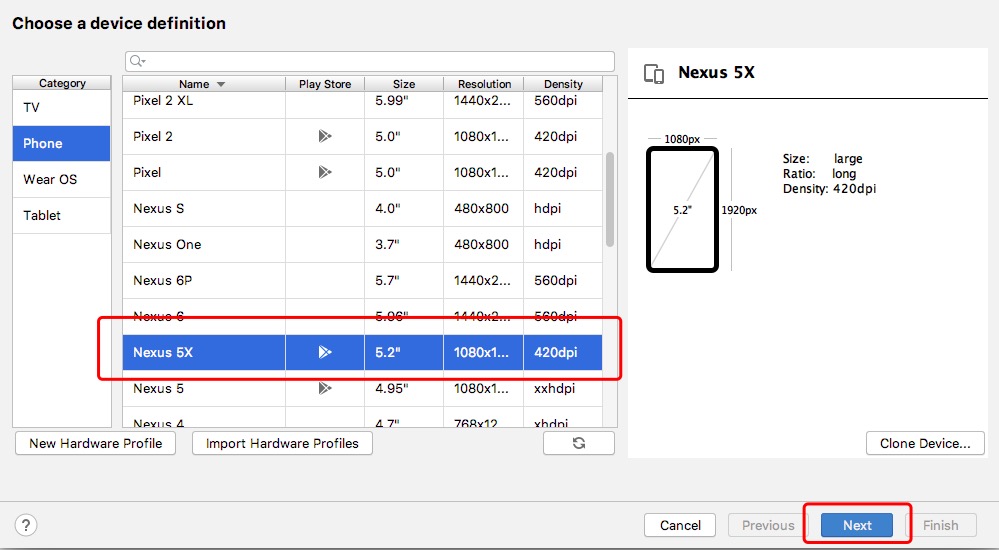 Choose a device definition
Category
TV
Phone
Wear OS
Tablet
Name Play Store Size Resolution Density
Pixel 2 XL 5.99" 1440x2... 560dpi
Pixel 2 5.0" 1080x1... 420dpi
Pixel 5.0" 1080x1... 420dpi
Nexus S 4.0" 480x800 hdpi
Nexus One 3.7" 480x800 hdpi
Nexus 6P 5.7" 1440x2... 560dpi
Nexus 6 5.96" 1440x2... 560dpi
Nexus 5X 5.2" 1080x1... 420dpi
Nexus 5 4.95" 1080x1... xxhdpi
Nexus 4 4.7" 768x12... xhdpi
New Hardware Profile Import Hardware Profiles
Nexus 5X
1080px
5.2"
1920px
Size: large
Ratio: long
Density: 420dpi
Clone Device...
? Cancel Previous Next Finish